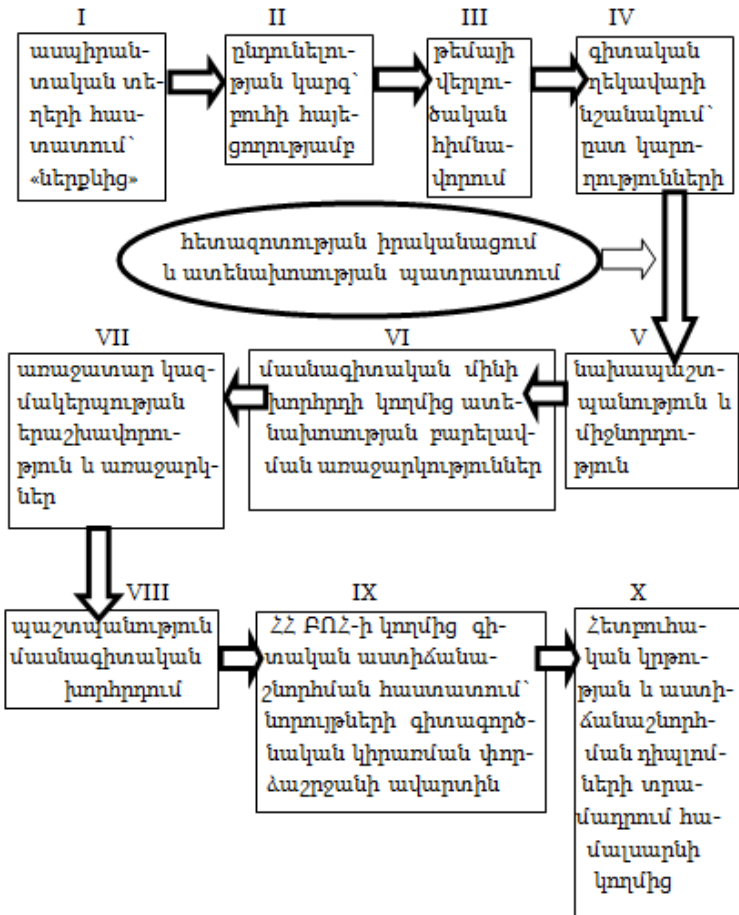 I
ասպիրան-
տական տե-
ղերի հաս-
տատում՝
«ներքևից»
II
ընդունելու-
թյան կարգ՝
բուհի հայե-
ցողությամբ
III
թեմայի
վերլու-
ծական
հիմնա-
վորում
IV
գիտական
ղեկավարի
նշանակում՝
ըստ կարո-
ղությունների
հետազոտության իրականացում
և ատենախոսության պատրաստում
V
նախապաշտ-
պանություն և
միջնորդու-
թյուն
VI
մասնագիտական մինի
խորհրդի կողմից ատե-
նախոսության բարելավ-
ման առաջարկություններ
VII
առաջատար կազ-
մակերպության
երաշխավորու-
թյուն և առաջարկ-
ներ
VIII
պաշտպանություն
մասնագիտական
խորհրդում
IX
ՀՀ ԲՈՀ-ի կողմից գի-
տական աստիճանա-
շնորհման հաստատում՝
նորույթների գիտագործ-
նական կիրառման փոր-
ձաշրջանի ավարտին
X
Հետբուհա-
կան կրթու-
թյան և աստի-
ճանաշնորհ-
ման դիպլոմ-
ների տրա-
մադրում հա-
մալսարնի
կողմից